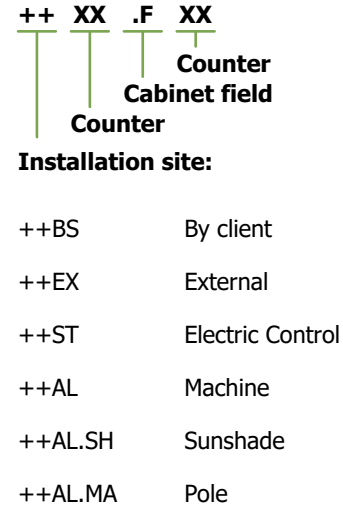 ++ XX .F XX
Counter
Cabinet field
Counter
Installation site:
++BS By client
++EX External
++ST Electric Control
++AL Machine
++AL.SH Sunshade
++AL.MA Pole